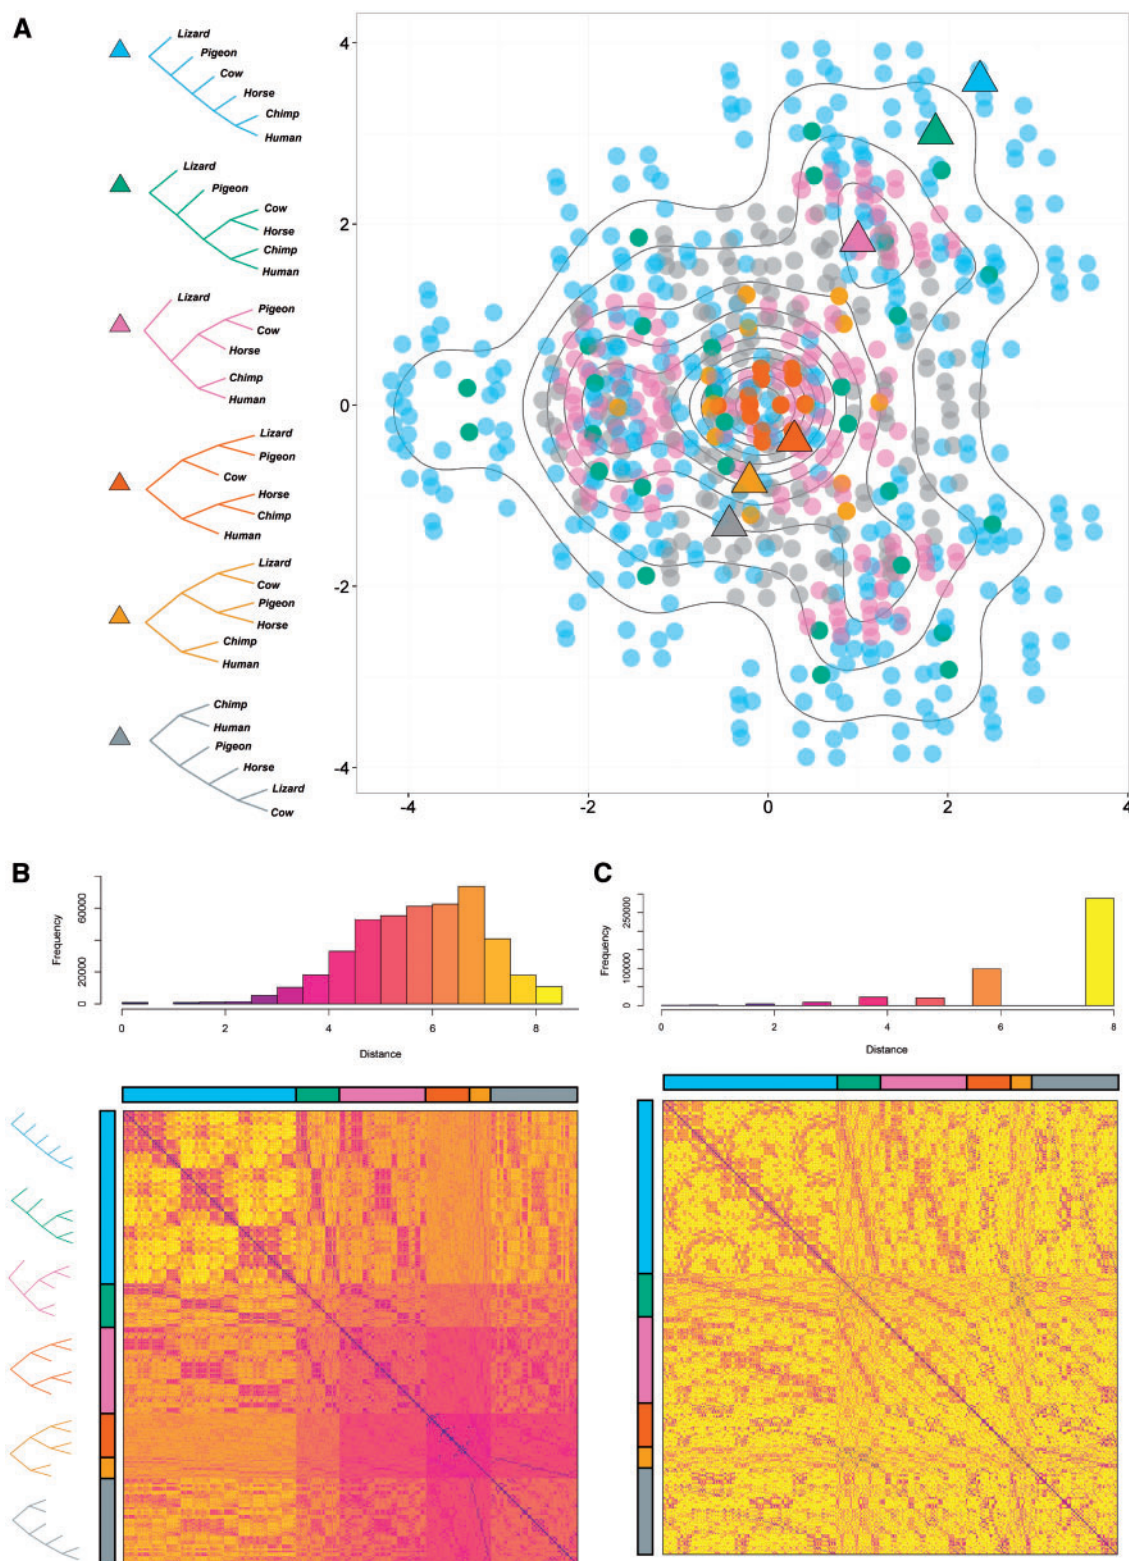 A
Lizard
Pigeon
Cow
Horse
Chimp
Human
Lizard
Pigeon
Cow
Horse
Chimp
Human
Lizard
Pigeon
Cow
Horse
Chimp
Human
Lizard
Pigeon
Cow
Horse
Chimp
Human
Lizard
Cow
Pigeon
Horse
Chimp
Human
Chimp
Human
Pigeon
Horse
Lizard
Cow
4
2
0
-2
-4
-4 -2 0 2 4
B
Frequency
60000
20000
0
0 2 4 6 8
Distance
C
Frequency
250000
100000
0
0 2 4 6 8
Distance